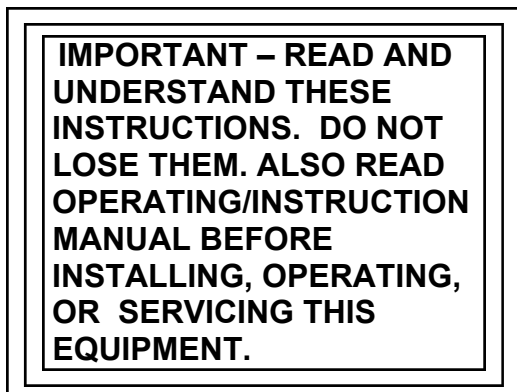 IMPORTANT – READ AND
UNDERSTAND THESE
INSTRUCTIONS.  DO NOT
LOSE THEM. ALSO READ
OPERATING/INSTRUCTION
MANUAL BEFORE
INSTALLING, OPERATING,
OR  SERVICING THIS
EQUIPMENT.